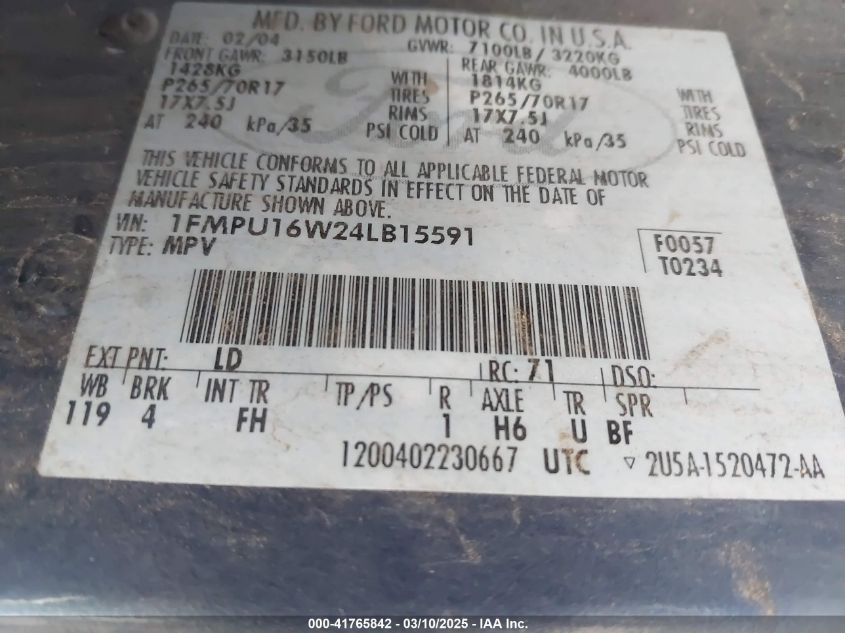 MFD. BY FORD MOTOR CO. IN U.S.A.
DATE: 02/04 GVWR: 7100LB / 3220KG
FRONT GAWR: 3150LB REAR GAWR: 4000LB
1428KG WITH 1814KG WITH
P265/70R17 TIRES P265/70R17 TIRES
17X7.5J RIMS 17X7.5J RIMS
AT 240 kPa/35 PSI COLD AT 240 kPa/35 PSI COLD
THIS VEHICLE CONFORMS TO ALL APPLICABLE FEDERAL MOTOR
VEHICLE SAFETY STANDARDS IN EFFECT ON THE DATE OF
MANUFACTURE SHOWN ABOVE.
VIN: 1FMPU16W24LB15591 F0057
TYPE: MPV T0234
EXT PNT: LD RC: 71 DSO:
WB BRK INT TR TP/PS R AXLE TR SPR
119 4 FH 1 H6 U BF
1200402230667 UTC ▽ 2U5A-1520472-AA
000-41765842 - 03/10/2025 - IAA Holdings, LLC.